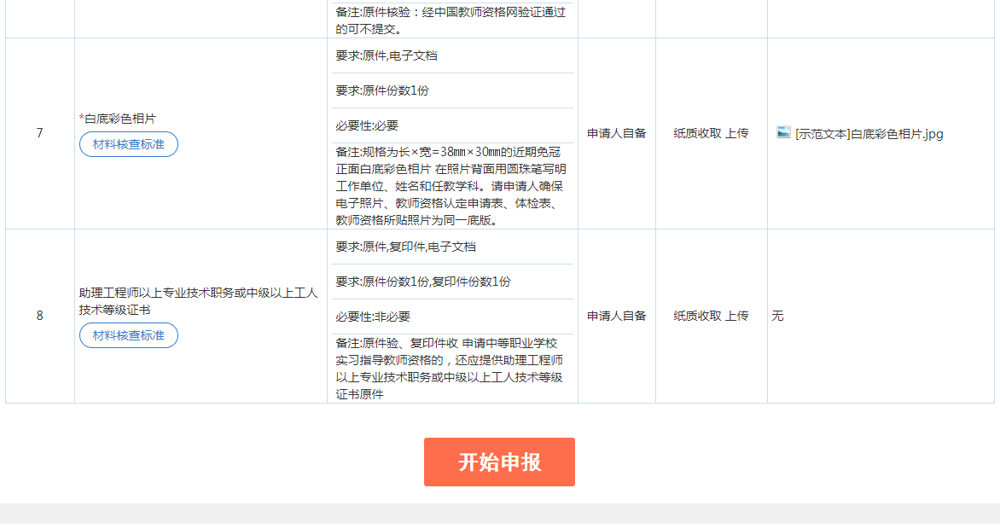 备注:原件核验：经中国教师资格网验证通过
的可不提交。
7
*白底彩色相片
材料核查标准
要求:原件,电子文档
要求:原件份数1份
必要性:必要
备注:规格为长×宽=38㎜×30㎜的近期免冠
正面白底彩色相片 在照片背面用圆珠笔写明
工作单位、姓名和任教学科。请申请人确保
电子照片、教师资格认定申请表、体检表、
教师资格所贴照片为同一底版。
申请人自备
纸质收取 上传
[示范文本]白底彩色相片.jpg
8
助理工程师以上专业技术职务或中级以上工人
技术等级证书
材料核查标准
要求:原件,复印件,电子文档
要求:原件份数1份,复印件份数1份
必要性:非必要
备注:原件验、复印件收 申请中等职业学校
实习指导教师资格的，还应提供助理工程师
以上专业技术职务或中级以上工人技术等级
证书原件
申请人自备
纸质收取 上传
无
开始申报